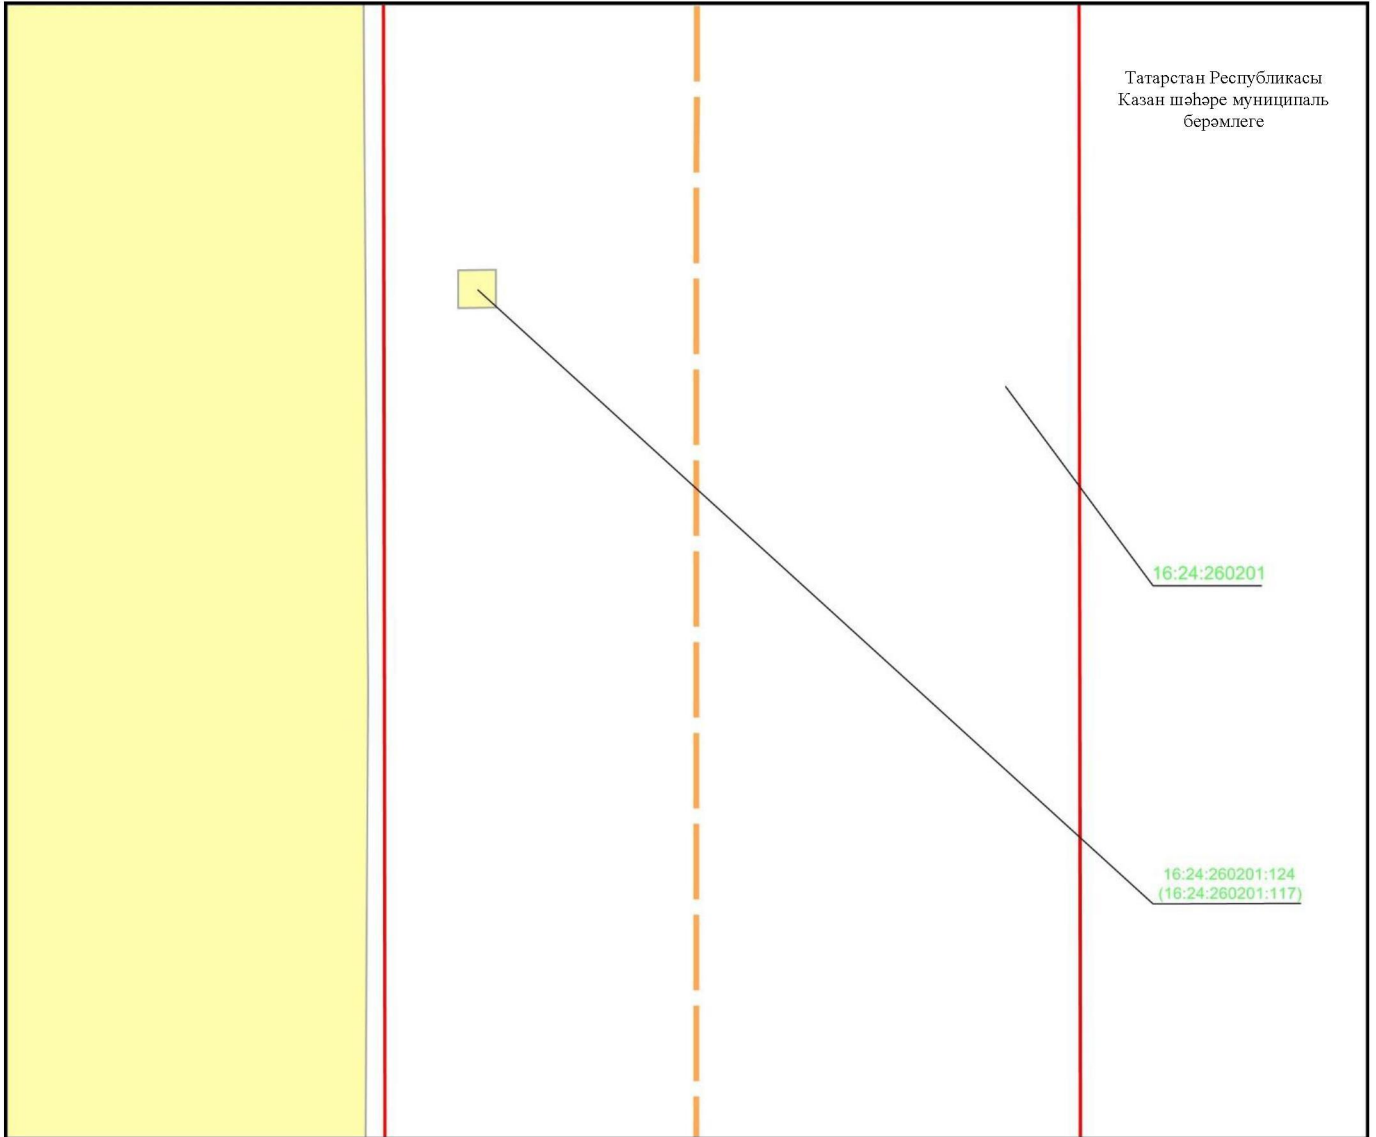 Татарстан Республикасы
Казан шәһәре муниципаль
берәмлеге
16:24:260201
16:24:260201:124
(16:24:260201:117)